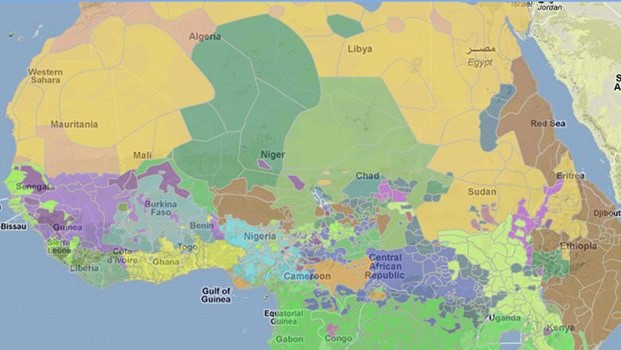 Israel
Jordan
Algeria
Libya
مصر
Egypt
Western
Sahara
Mauritania
Mali
Niger
Chad
Sudan
Red Sea
Eritrea
Djibout
Senegal
Bissau
Guinea
Sierra
Leone
Liberia
Côte
d'Ivoire
Burkina
Faso
Ghana
Togo
Benin
Nigeria
Cameroon
Central
African
Republic
Ethiopia
Gulf of
Guinea
Equatorial
Guinea
Gabon
Congo
Uganda
Kenya